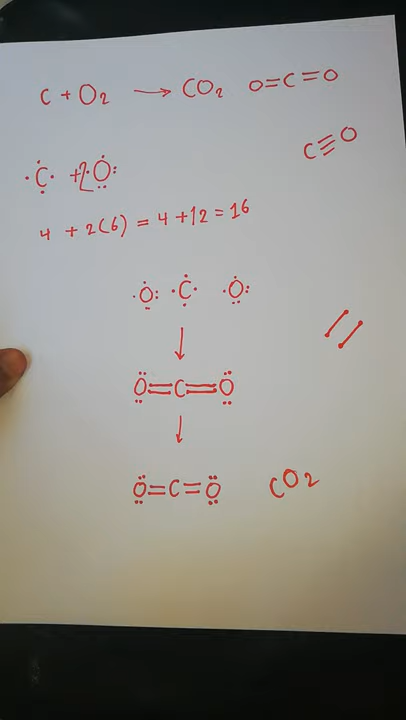 C + O₂ → CO₂ O=C=O
C≡O
·C· + 2·O:
4 + 2(6) = 4 + 12 = 16
·O: ·C· ·O:
↓
O=C=O
↓
O=C=O CO₂